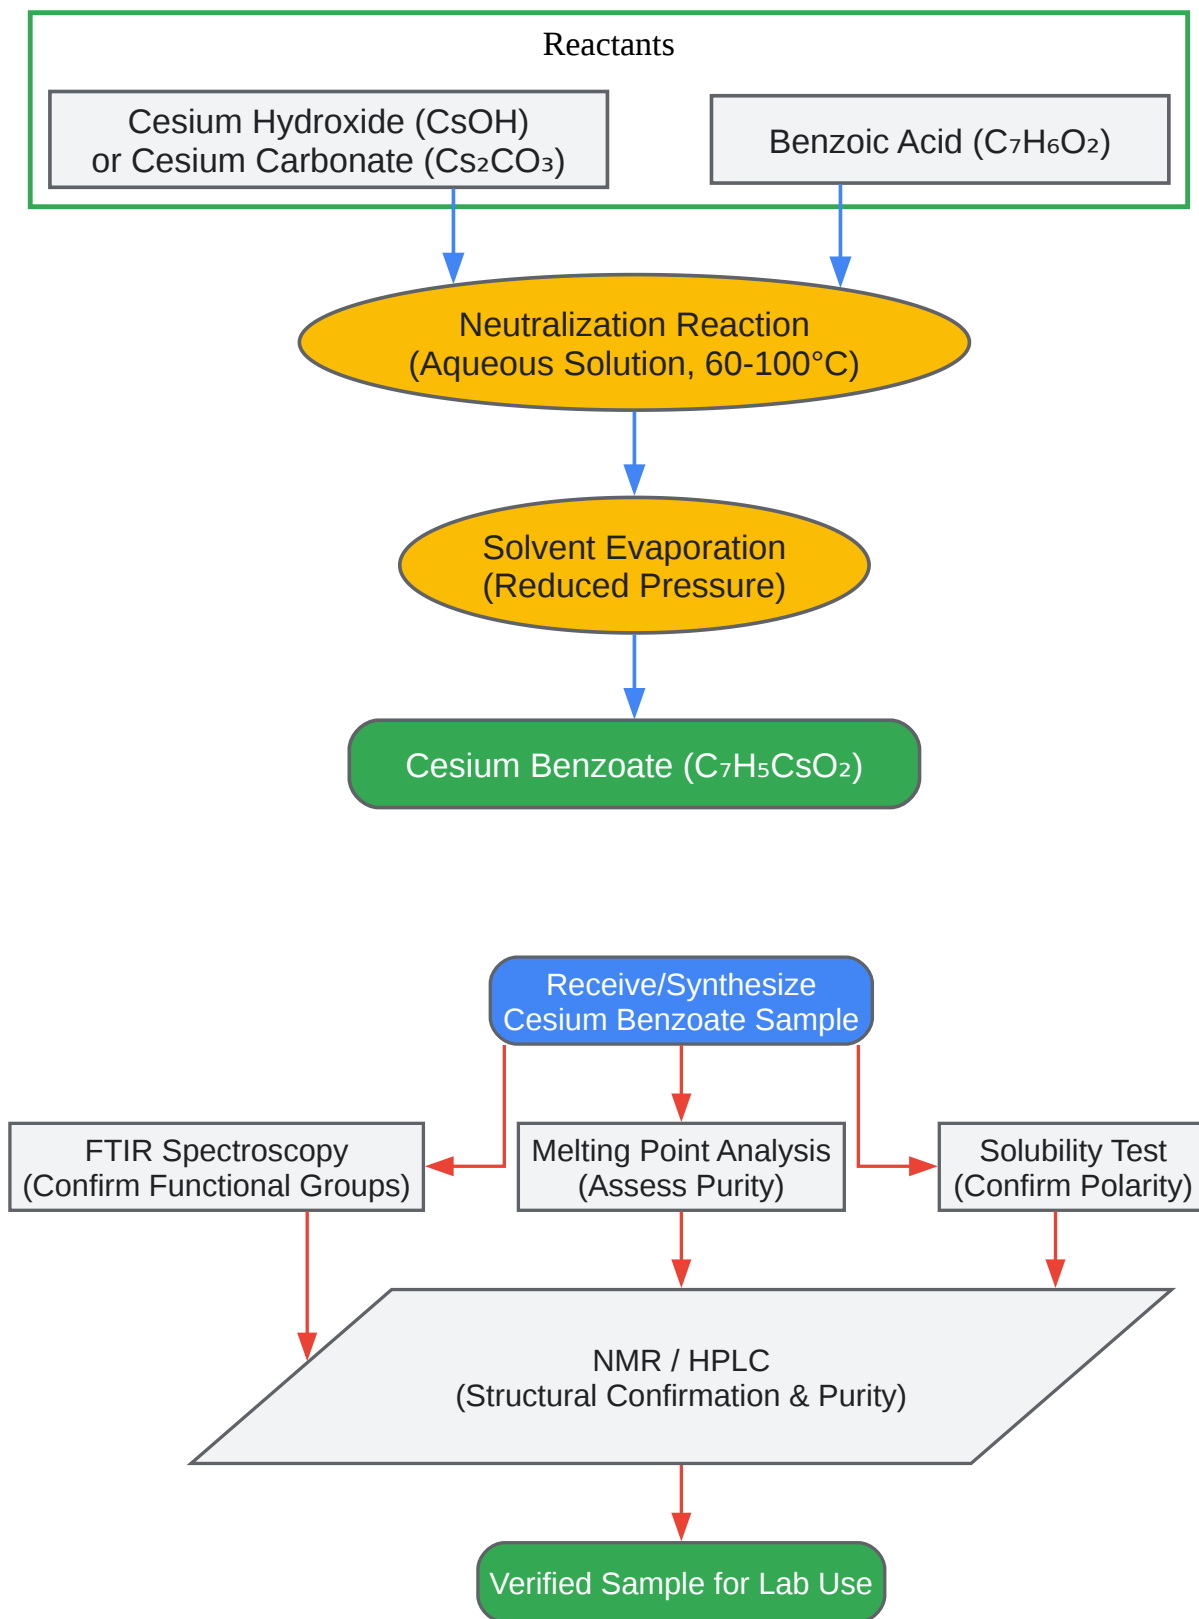 Reactants
Cesium Hydroxide (CsOH)
or Cesium Carbonate (Cs₂CO₃)
Benzoic Acid (C₇H₆O₂)
Neutralization Reaction
(Aqueous Solution, 60-100°C)
Solvent Evaporation
(Reduced Pressure)
Cesium Benzoate (C₇H₅CsO₂)
Receive/Synthesize
Cesium Benzoate Sample
FTIR Spectroscopy
(Confirm Functional Groups)
Melting Point Analysis
(Assess Purity)
Solubility Test
(Confirm Polarity)
NMR / HPLC
(Structural Confirmation & Purity)
Verified Sample for Lab Use